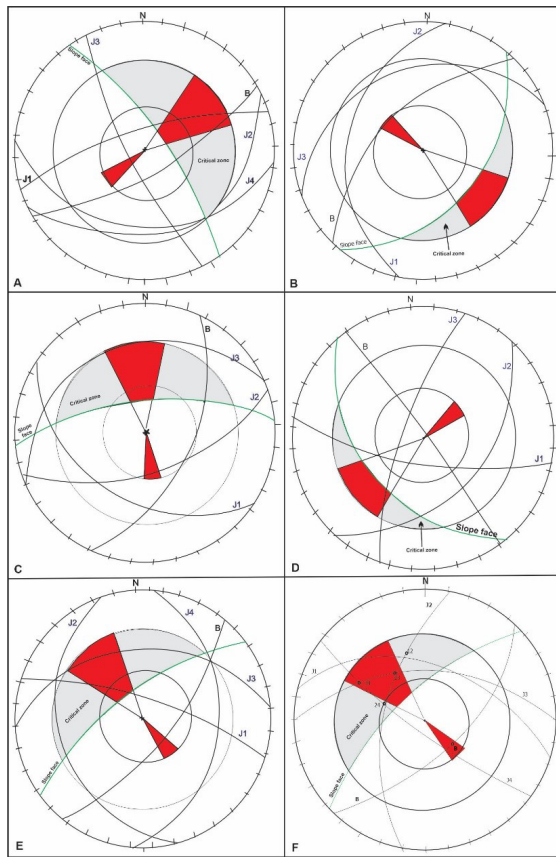 N
J3
Slope face
B
J2
Critical zone
J4
J1
A
N
J2
J3
B
Slope face
Critical zone
J1
B
N
B
J3
Critical zone
J2
Slope
face
J1
C
N
J3
B
J2
J1
Slope face
Critical zone
D
N
J4
J2
B
J3
Critical zone
J1
Slope face
E
N
J2
J1
J3
Critical zone
J4
Slope face
B
F